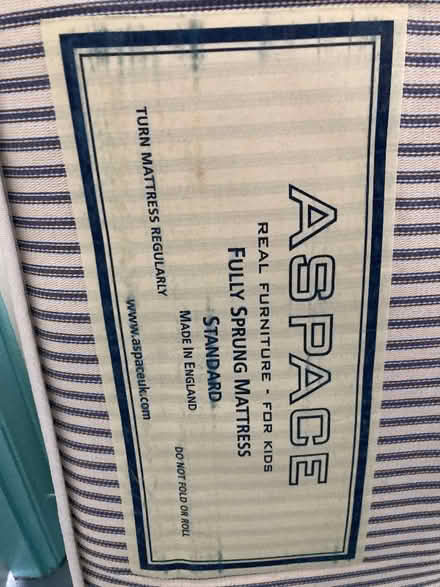 ASPACE
REAL FURNITURE - FOR KIDS
FULLY SPRUNG MATTRESS
STANDARD
MADE IN ENGLAND
DO NOT FOLD OR ROLL
TURN MATTRESS REGULARLY
www.aspaceuk.com